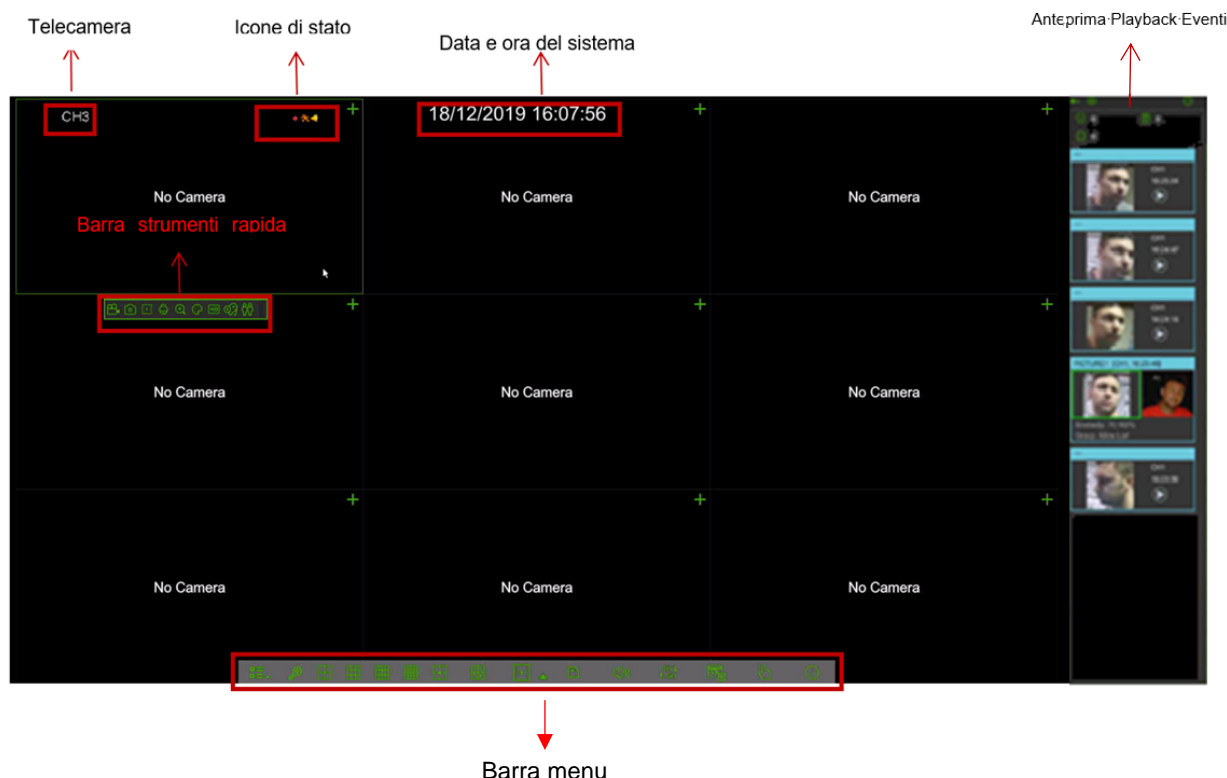 Anteprima Playback Eventi
Telecamera
Icone di stato
Data e ora del sistema
CH3
18/12/2019 16:07:56
No Camera
No Camera
No Camera
Barra strumenti rapida
No Camera
No Camera
No Camera
No Camera
No Camera
No Camera
Barra menu